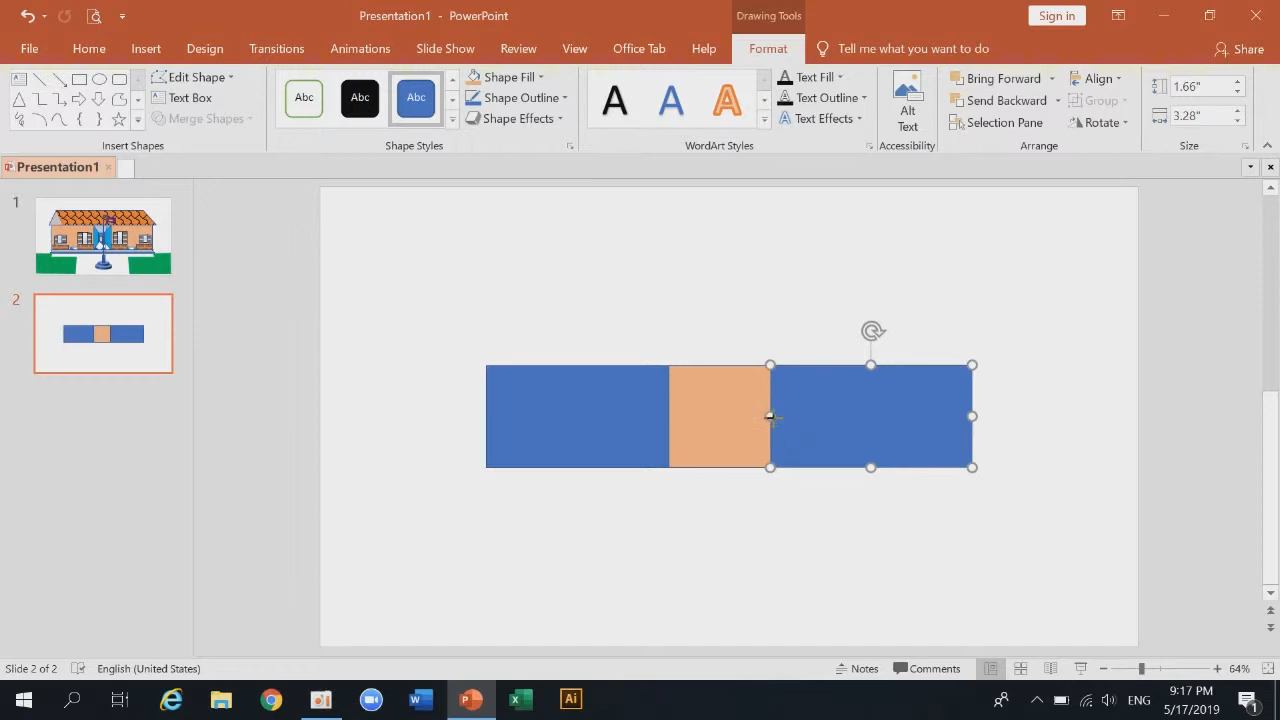 Presentation1 - PowerPoint
Drawing Tools
Sign in
File Home Insert Design Transitions Animations Slide Show Review View Office Tab Help Format Tell me what you want to do Share
Edit Shape
Text Box
Merge Shapes
Insert Shapes
Abc Abc Abc
Shape Fill
Shape Outline
Shape Effects
Shape Styles
A A A
Text Fill
Text Outline
Text Effects
WordArt Styles
Alt
Text
Accessibility
Bring Forward
Send Backward
Selection Pane
Align
Group
Rotate
Arrange
1.66"
3.28"
Size
Presentation1
1
2
Slide 2 of 2 English (United States) Notes Comments 64%
W P X Ai
ENG
9:17 PM
5/17/2019
1